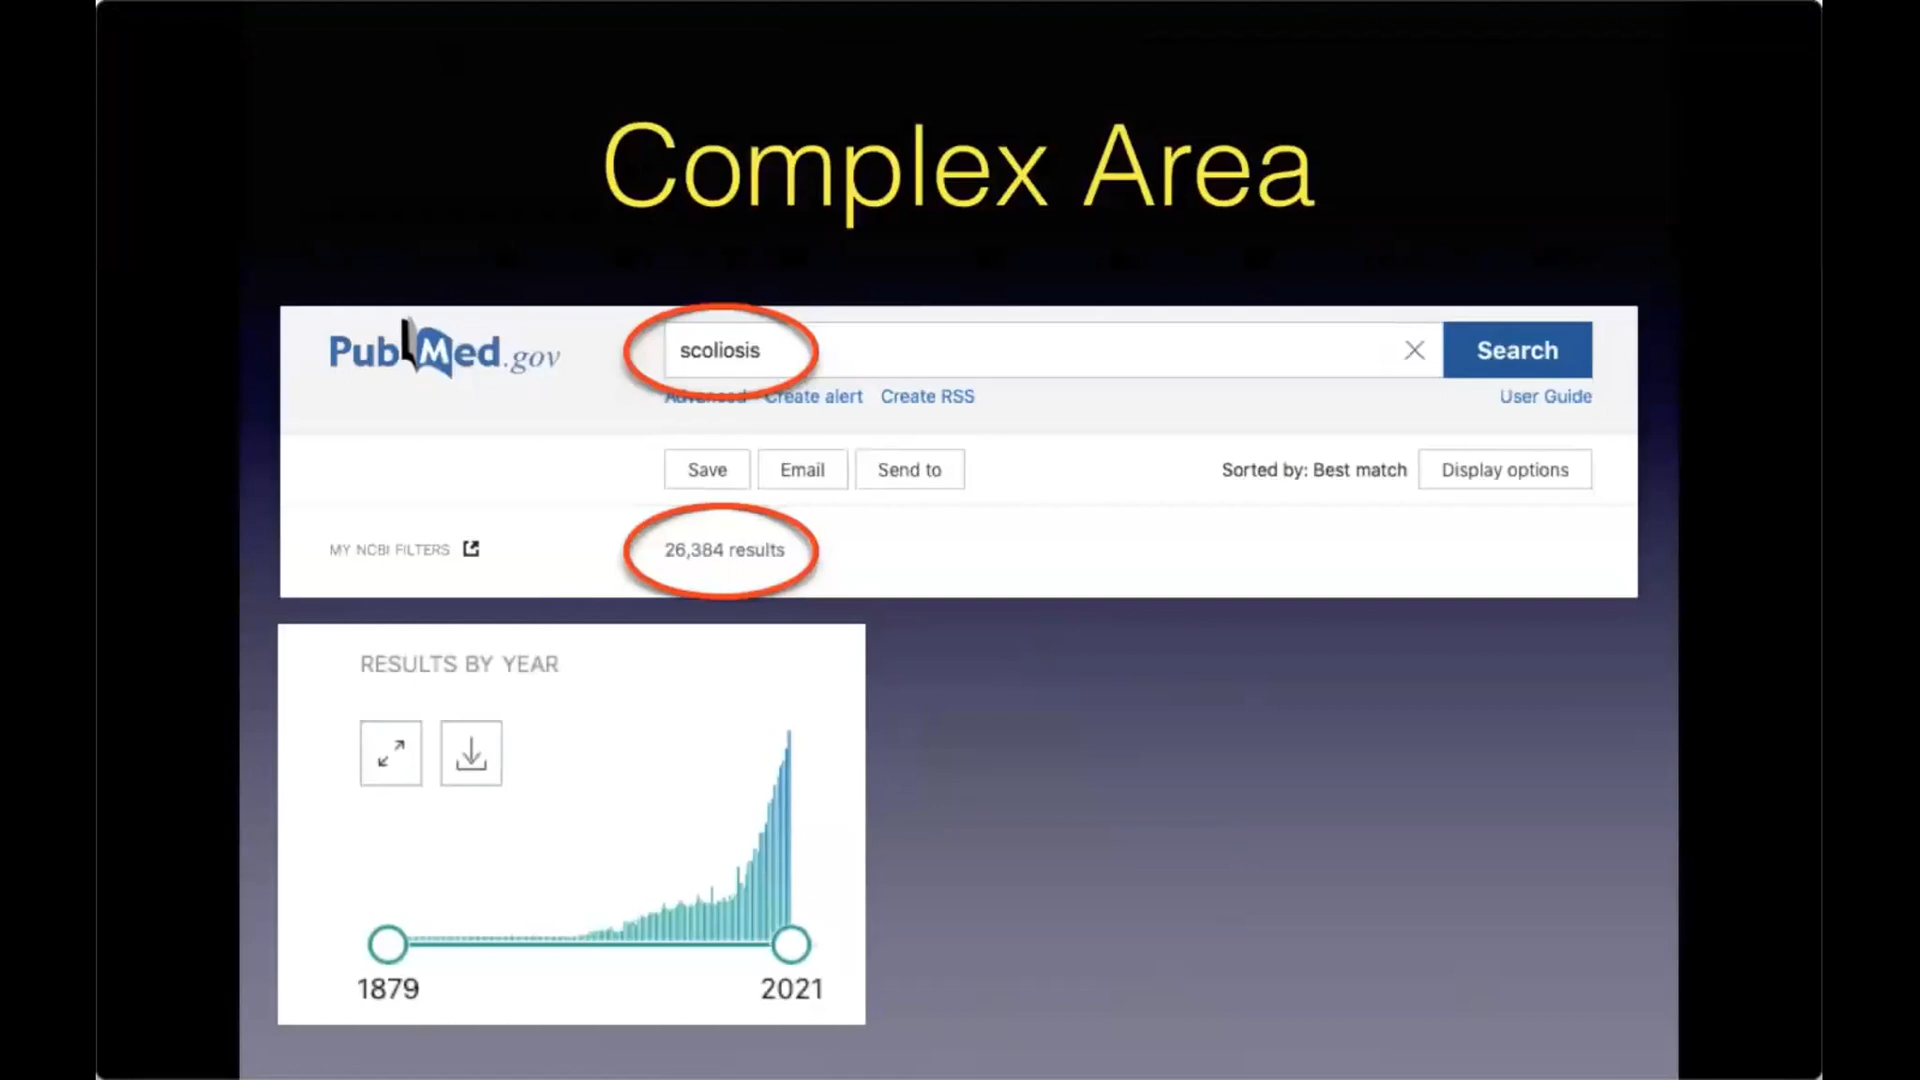 Complex Area
PubMed.gov
scoliosis
Search
Advanced Create alert Create RSS
User Guide
Save Email Send to
Sorted by: Best match Display options
MY NCBI FILTERS
26,384 results
RESULTS BY YEAR
1879 2021